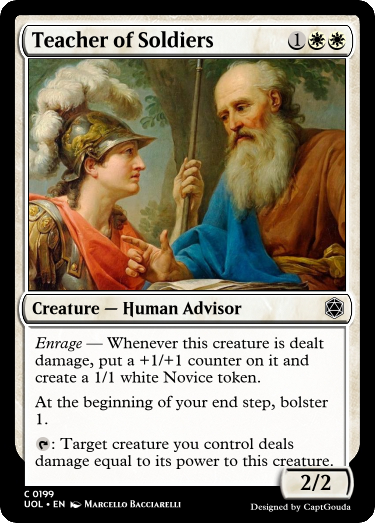 Teacher of Soldiers 1
Creature — Human Advisor
Enrage — Whenever this creature is dealt
damage, put a +1/+1 counter on it and
create a 1/1 white Novice token.
At the beginning of your end step, bolster
1.
: Target creature you control deals
damage equal to its power to this creature.
2/2
C 0199
UOL • EN Marcello Bacciarelli
Designed by CaptGouda